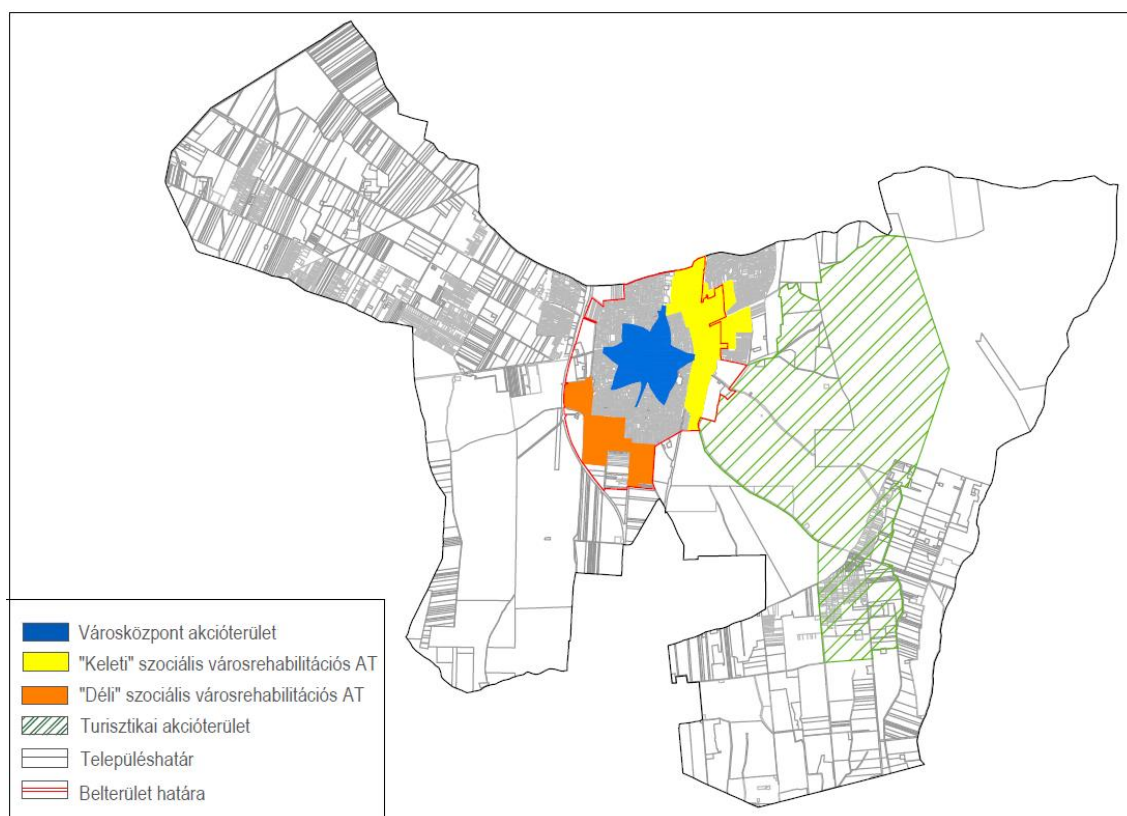 Városközpont akcióterület
"Keleti" szociális városrehabilitációs AT
"Déli" szociális városrehabilitációs AT
Turisztikai akcióterület
Településhatár
Belterület határa